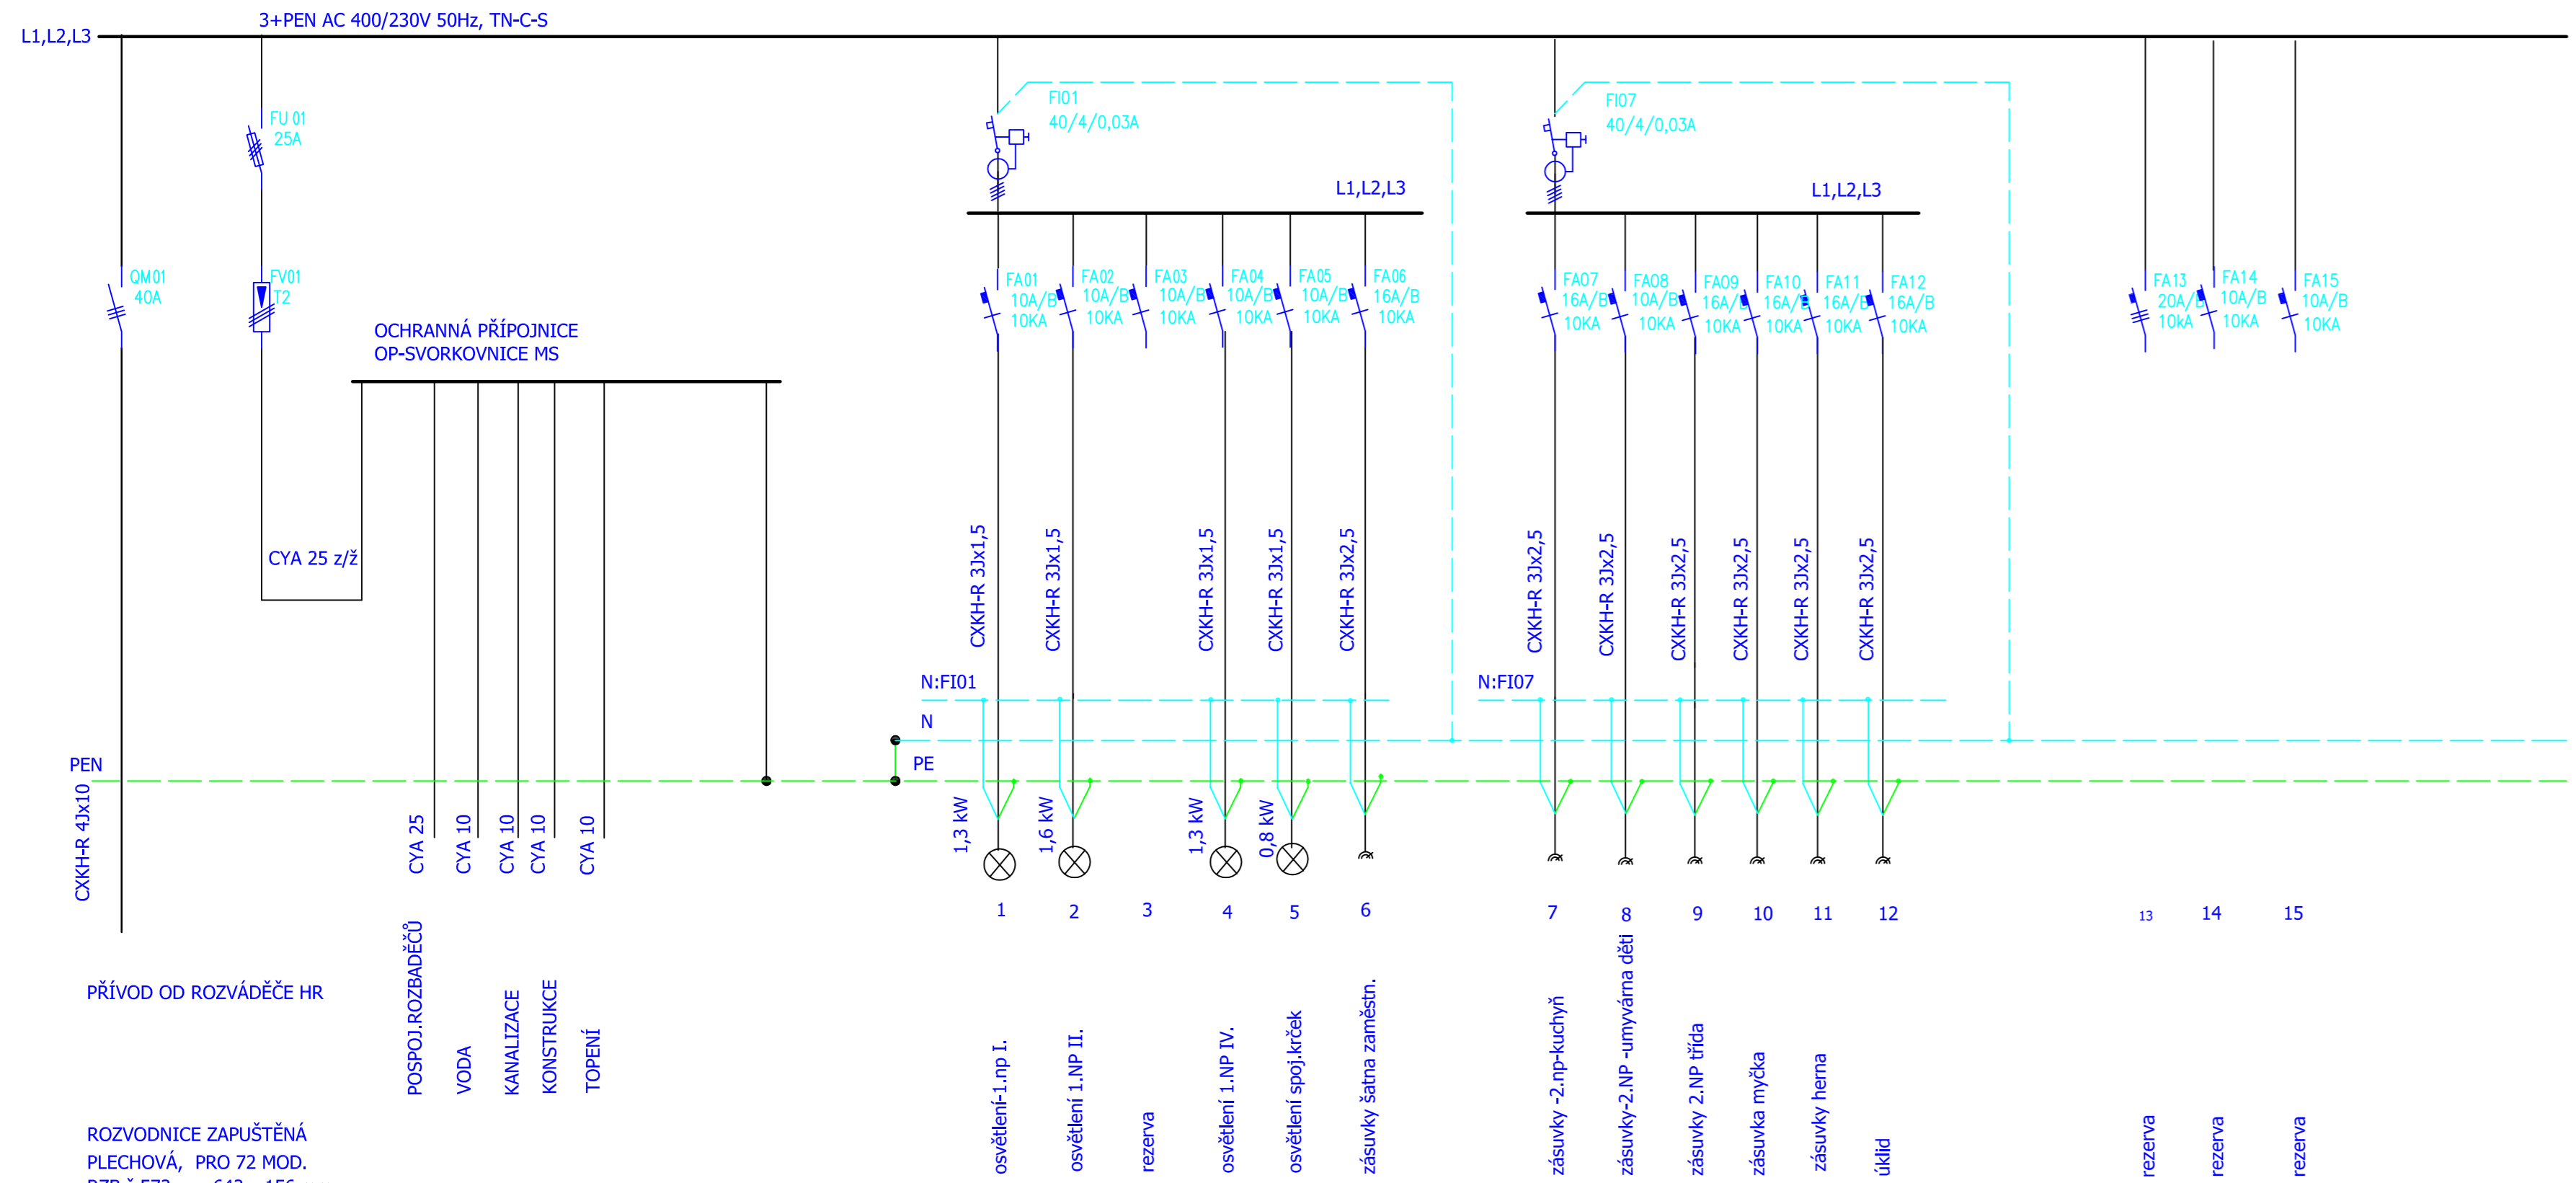 3+PEN AC 400/230V 50Hz, TN-C-S
L1,L2,L3
FU 01
25A
QM01
40A
FV01
T2
OCHRANNÁ PŘÍPOJNICE
OP-SVORKOVNICE MS
CYA 25 z/ž
FI01
40/4/0,03A
L1,L2,L3
FI07
40/4/0,03A
L1,L2,L3
FA01
10A/B
10KA
FA02
10A/B
10KA
FA03
10A/B
10KA
FA04
10A/B
10KA
FA05
10A/B
10KA
FA06
16A/B
10KA
FA07
16A/B
10KA
FA08
10A/B
10KA
FA09
16A/B
10KA
FA10
16A/B
10KA
FA11
16A/B
10KA
FA12
16A/B
10KA
FA13
20A/B
10kA
FA14
10A/B
10KA
FA15
10A/B
10KA
CXKH-R 3Jx1,5
CXKH-R 3Jx1,5
CXKH-R 3Jx1,5
CXKH-R 3Jx1,5
CXKH-R 3Jx2,5
CXKH-R 3Jx2,5
CXKH-R 3Jx2,5
CXKH-R 3Jx2,5
CXKH-R 3Jx2,5
CXKH-R 3Jx2,5
CXKH-R 3Jx2,5
N:FI01
N:FI07
N
PE
PEN
CXKH-R 4Jx10
CYA 25
CYA 10
CYA 10
CYA 10
CYA 10
1,3 kW
1,6 kW
1,3 kW
0,8 kW
1
2
3
4
5
6
7
8
9
10
11
12
13
14
15
PŘÍVOD OD ROZVÁDĚČE HR
POSPOJ.ROZBADĚČŮ
VODA
KANALIZACE
KONSTRUKCE
TOPENÍ
osvětlení-1.np I.
osvětlení 1.NP II.
rezerva
osvětlení 1.NP IV.
osvětlení spoj.krček
zásuvky šatna zaměstn.
zásuvky -2.np-kuchyň
zásuvky-2.NP -umyvárna děti
zásuvky 2.NP třída
zásuvka myčka
zásuvky herna
úklid
rezerva
rezerva
rezerva
ROZVODNICE ZAPUŠTĚNÁ
PLECHOVÁ, PRO 72 MOD.